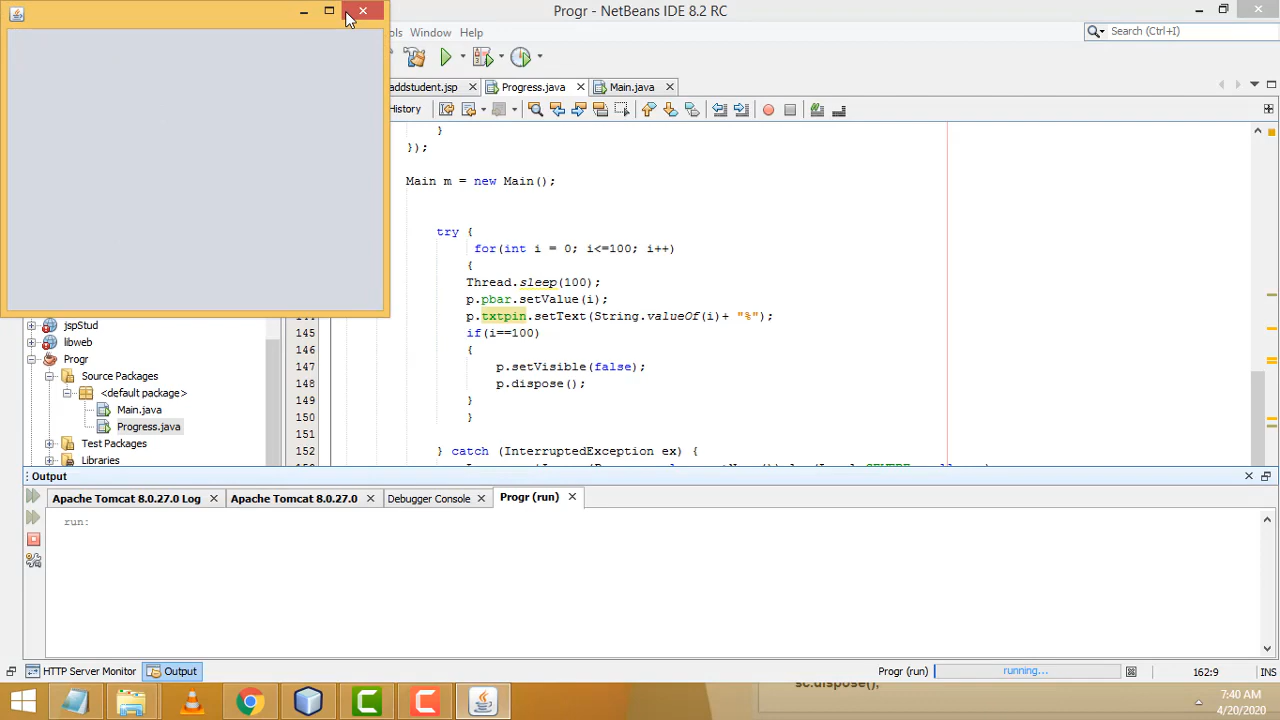 Progr - NetBeans IDE 8.2 RC
ols Window Help
Search (Ctrl+I)
addstudent.jsp Progress.java Main.java
History
}
});
Main m = new Main();
try {
for(int i = 0; i<=100; i++)
{
Thread.sleep(100);
p.pbar.setValue(i);
p.txtpin.setText(String.valueOf(i)+ "%");
145 if(i==100)
146 {
147 p.setVisible(false);
148 p.dispose();
149 }
150 }
151
152 } catch (InterruptedException ex) {
jspStud
libweb
Progr
Source Packages
<default package>
Main.java
Progress.java
Test Packages
Libraries
Output
Apache Tomcat 8.0.27.0 Log Apache Tomcat 8.0.27.0 Debugger Console Progr (run)
run:
HTTP Server Monitor Output Progr (run) running... 162:9 INS
sc.dispose();
7:40 AM
4/20/2020